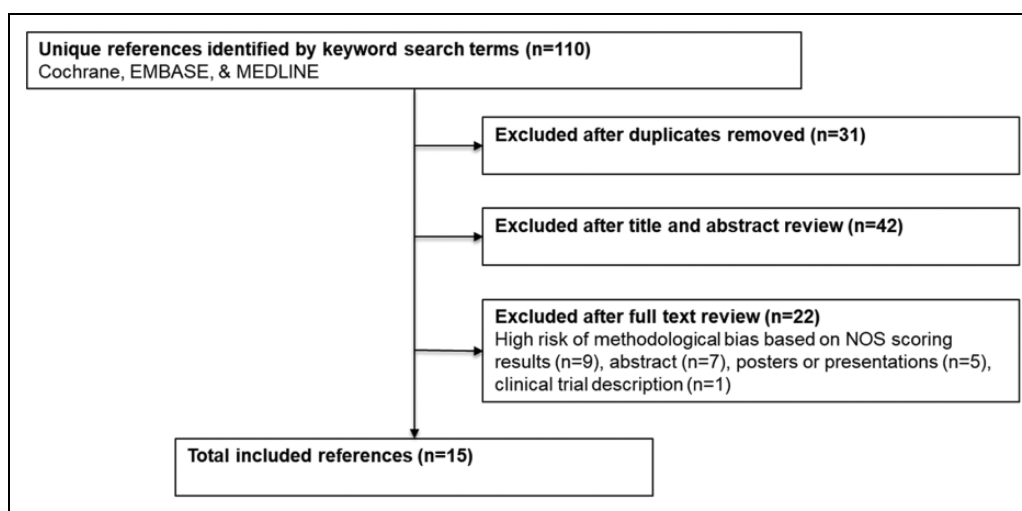 Unique references identified by keyword search terms (n=110)
Cochrane, EMBASE, & MEDLINE
Excluded after duplicates removed (n=31)
Excluded after title and abstract review (n=42)
Excluded after full text review (n=22)
High risk of methodological bias based on NOS scoring
results (n=9), abstract (n=7), posters or presentations (n=5),
clinical trial description (n=1)
Total included references (n=15)